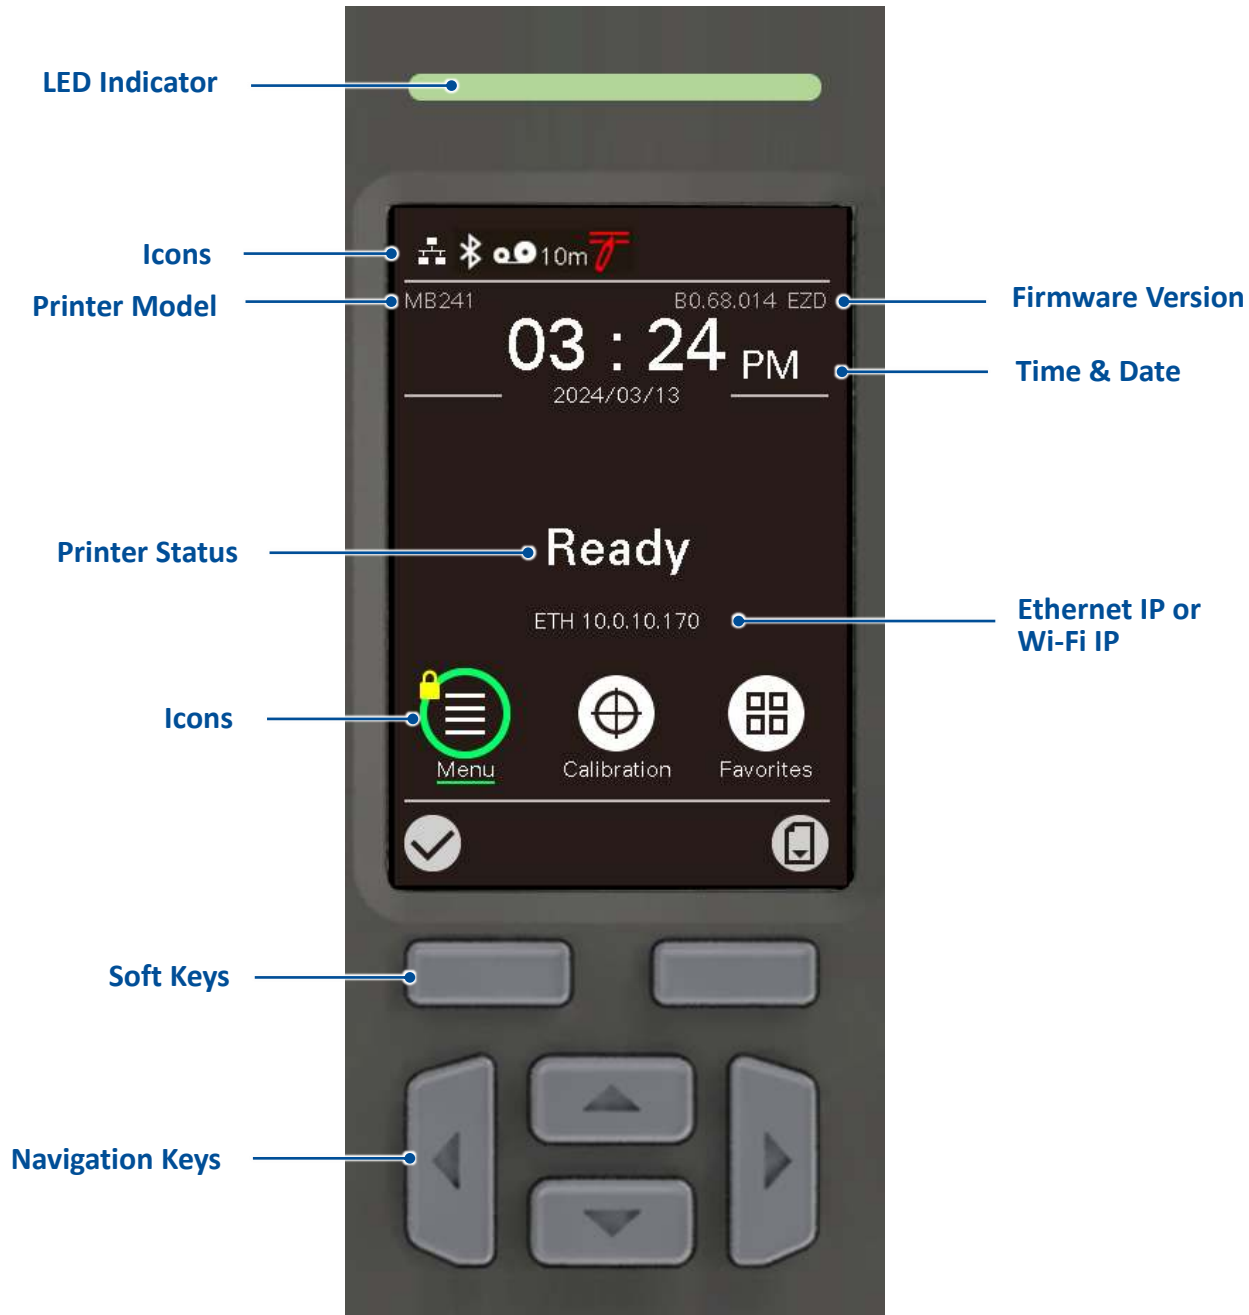 LED Indicator
Icons
10m
Printer Model
MB241
B0.68.014 EZD
Firmware Version
03 : 24 PM
Time & Date
2024/03/13
Printer Status
Ready
ETH 10.0.10.170
Ethernet IP or
Wi-Fi IP
Icons
Menu
Calibration
Favorites
Soft Keys
Navigation Keys